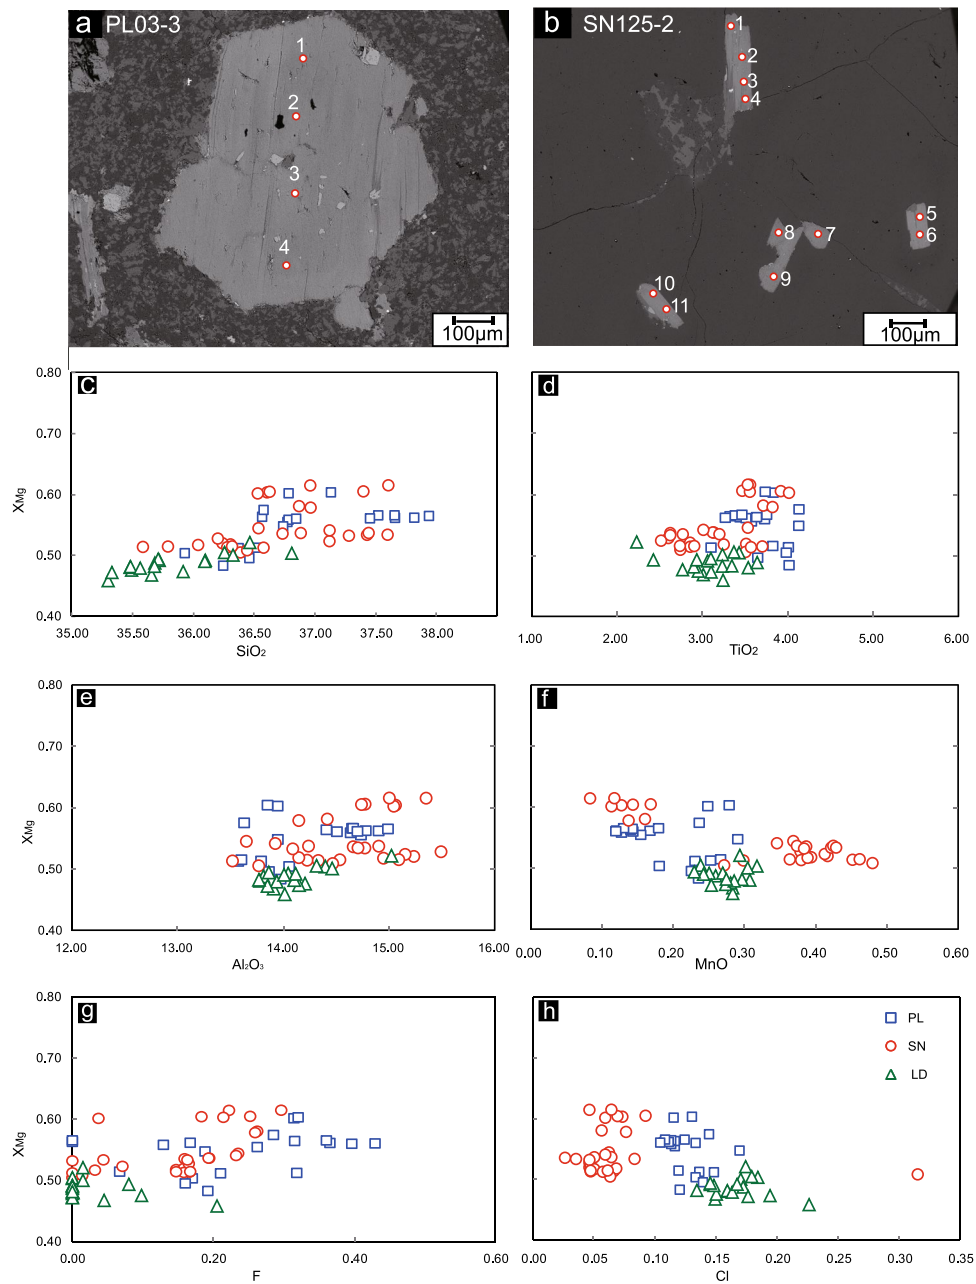 a PL03-3
1
2
3
4
100μm
b SN125-2
1
2
3
4
5
6
7
8
9
10
11
100μm
c
0.80
0.70
0.60
0.50
0.40
XMg
35.00 35.50 36.00 36.50 37.00 37.50 38.00
SiO₂
d
1.00 2.00 3.00 4.00 5.00 6.00
TiO₂
e
0.80
0.70
0.60
0.50
0.40
XMg
12.00 13.00 14.00 15.00 16.00
Al₂O₃
f
0.00 0.10 0.20 0.30 0.40 0.50 0.60
MnO
g
0.80
0.70
0.60
0.50
0.40
XMg
0.00 0.20 0.40 0.60
F
h
PL
SN
LD
0.00 0.05 0.10 0.15 0.20 0.25 0.30 0.35
Cl